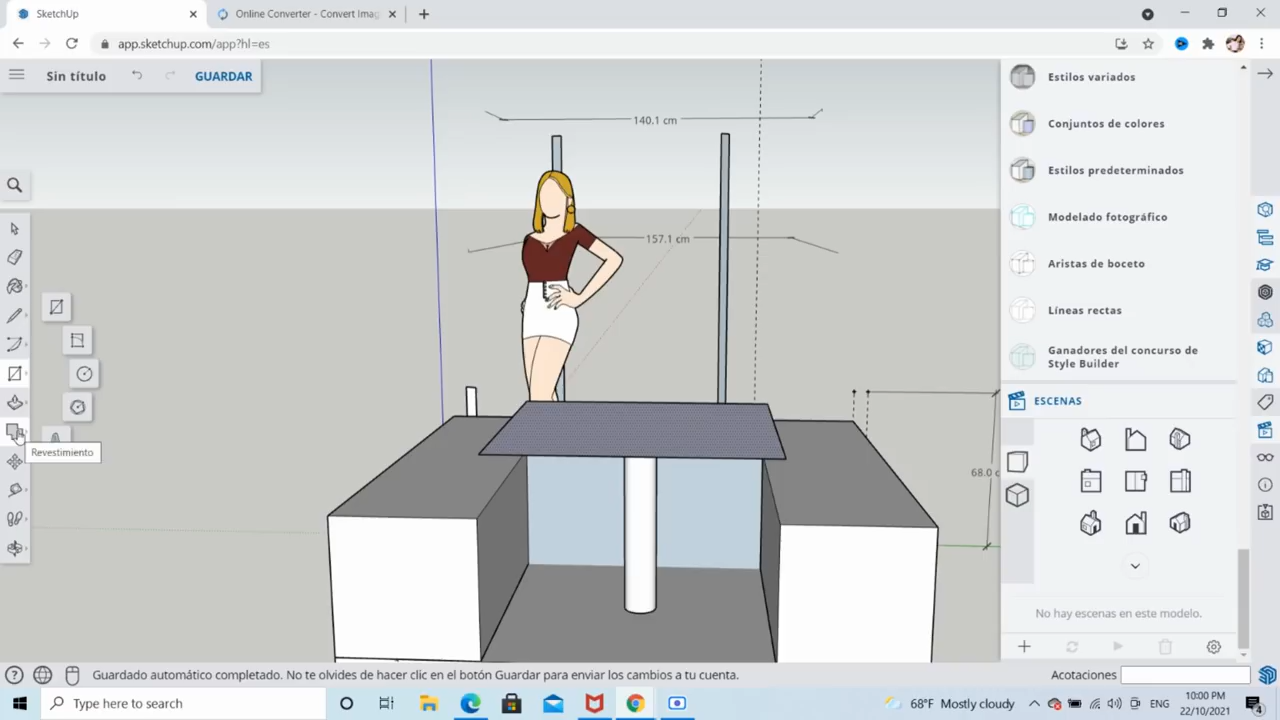 SketchUp
Online Converter - Convert Imag
app.sketchup.com/app?hl=es
Sin título
GUARDAR
Estilos variados
Conjuntos de colores
Estilos predeterminados
Modelado fotográfico
Aristas de boceto
Líneas rectas
Ganadores del concurso de
Style Builder
ESCENAS
140.1 cm
157.1 cm
68.0 c
Revestimiento
No hay escenas en este modelo.
Guardado automático completado. No te olvides de hacer clic en el botón Guardar para enviar los cambios a tu cuenta.
Acotaciones
Type here to search
68°F Mostly cloudy
ENG
10:00 PM
22/10/2021
4